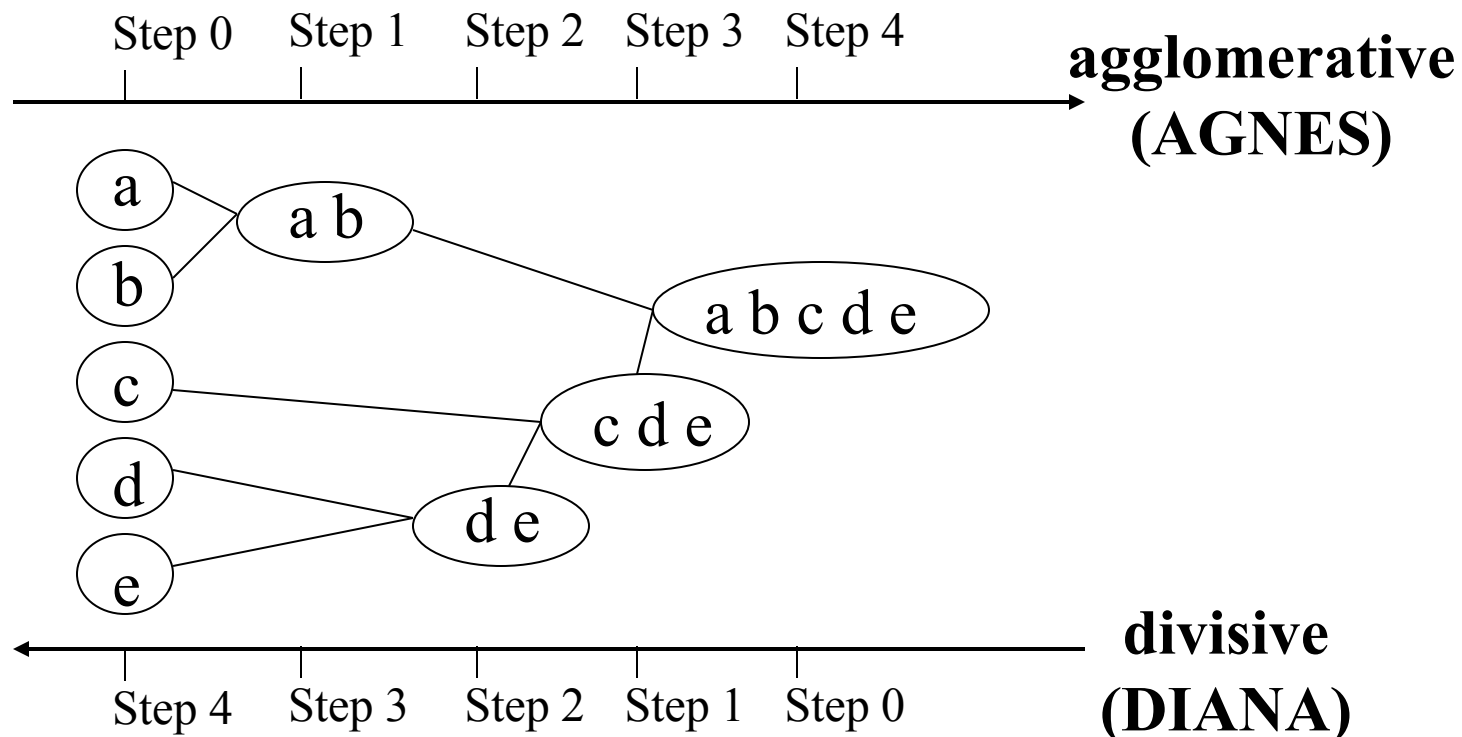 Step 0 Step 1 Step 2 Step 3 Step 4
agglomerative
(AGNES)
a
a b
b
a b c d e
c
c d e
d
d e
e
divisive
(DIANA)
Step 4 Step 3 Step 2 Step 1 Step 0